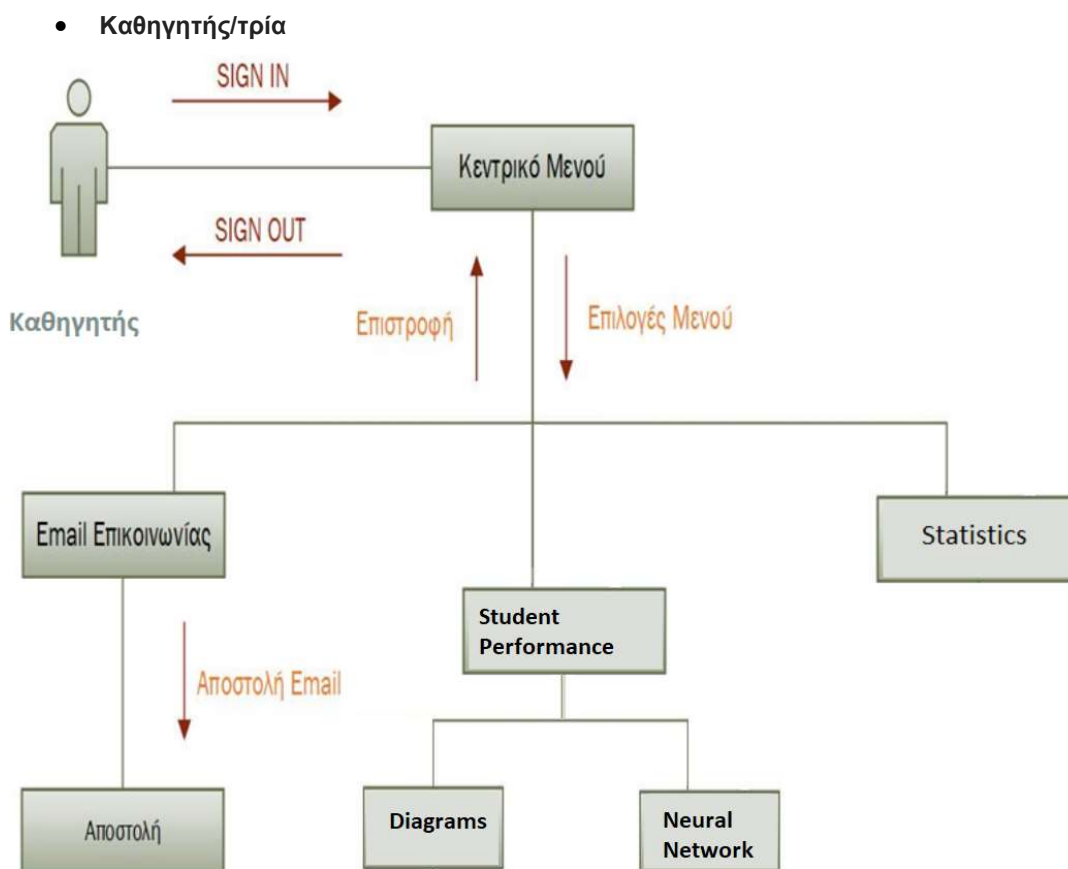 • Καθηγητής/τρία
SIGN IN
Κεντρικό Μενού
SIGN OUT
Καθηγητής
Επιστροφή
Επιλογές Μενού
Email Επικοινωνίας
Statistics
Student
Performance
Αποστολή Email
Αποστολή
Diagrams
Neural
Network